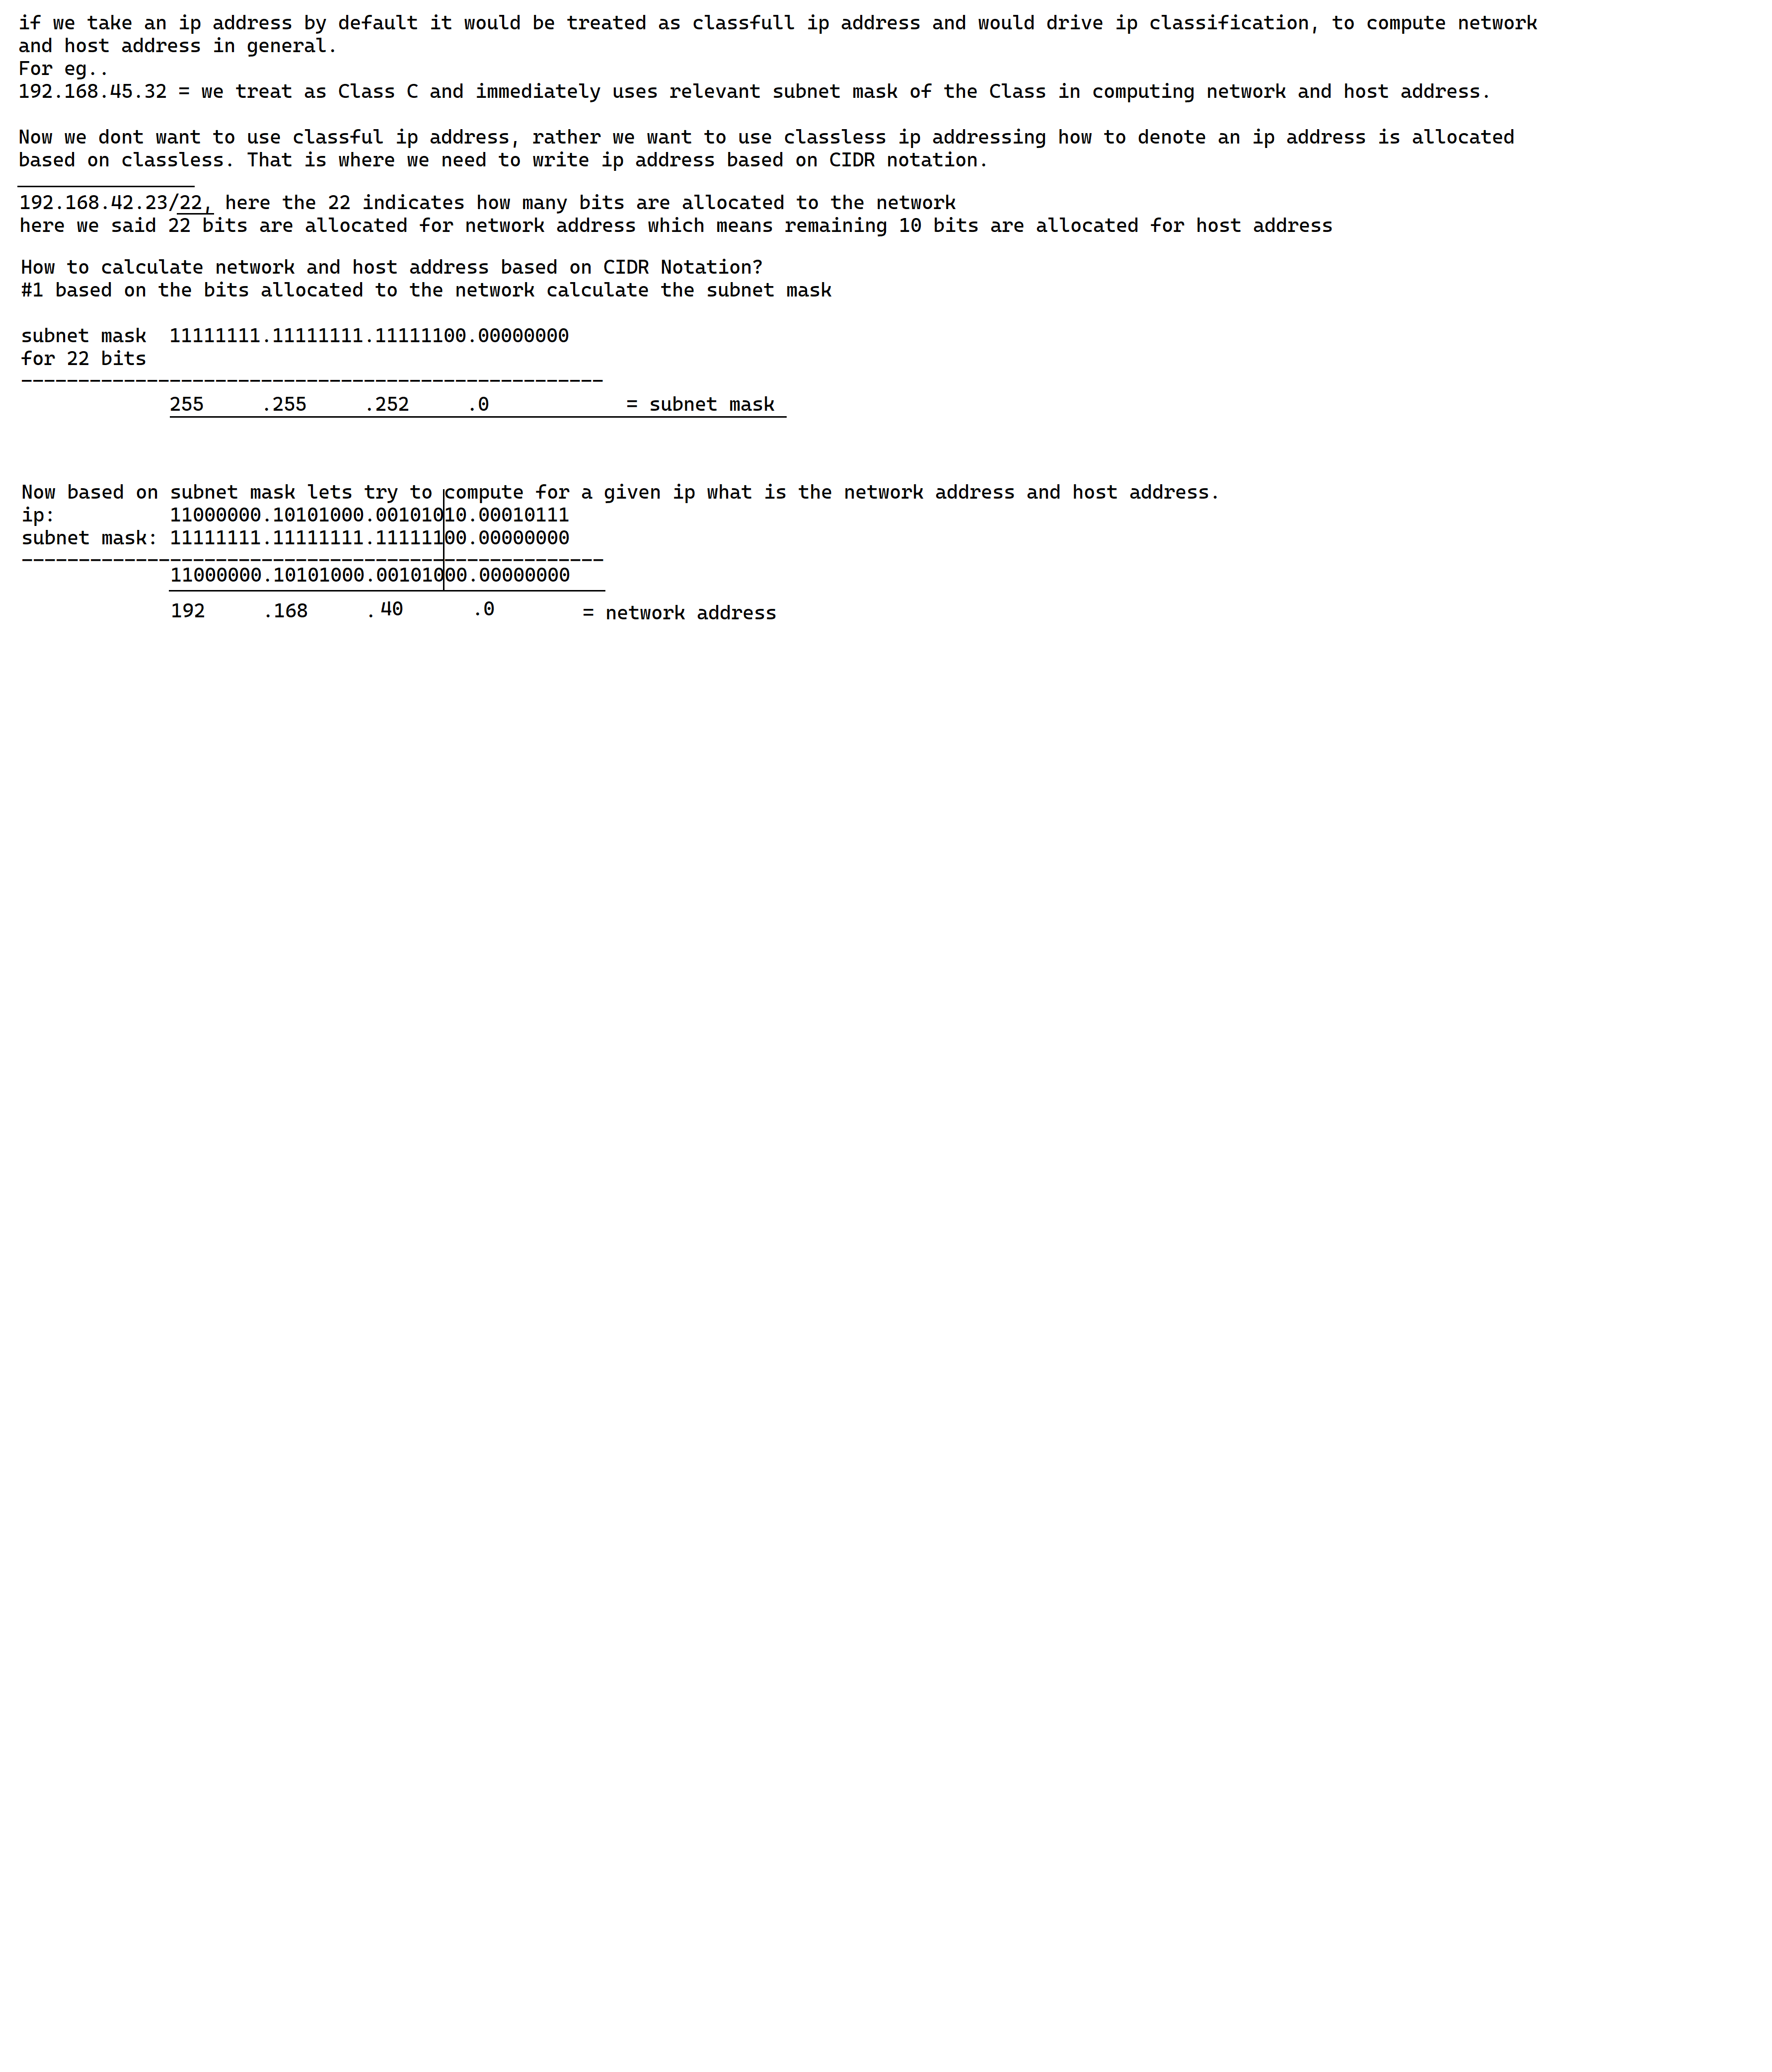 if we take an ip address by default it would be treated as classfull ip address and would drive ip classification, to compute network
and host address in general.
For eg..
192.168.45.32 = we treat as Class C and immediately uses relevant subnet mask of the Class in computing network and host address.
Now we dont want to use classful ip address, rather we want to use classless ip addressing how to denote an ip address is allocated
based on classless. That is where we need to write ip address based on CIDR notation.
192.168.42.23/22, here the 22 indicates how many bits are allocated to the network
here we said 22 bits are allocated for network address which means remaining 10 bits are allocated for host address
How to calculate network and host address based on CIDR Notation?
#1 based on the bits allocated to the network calculate the subnet mask
subnet mask  11111111.11111111.11111100.00000000
for 22 bits
---------------------------------------------------
255     .255     .252     .0            = subnet mask
Now based on subnet mask lets try to compute for a given ip what is the network address and host address.
ip:          11000000.10101000.00101010.00010111
subnet mask: 11111111.11111111.11111100.00000000
---------------------------------------------------
11000000.10101000.00101000.00000000
192     .168     .40      .0        = network address